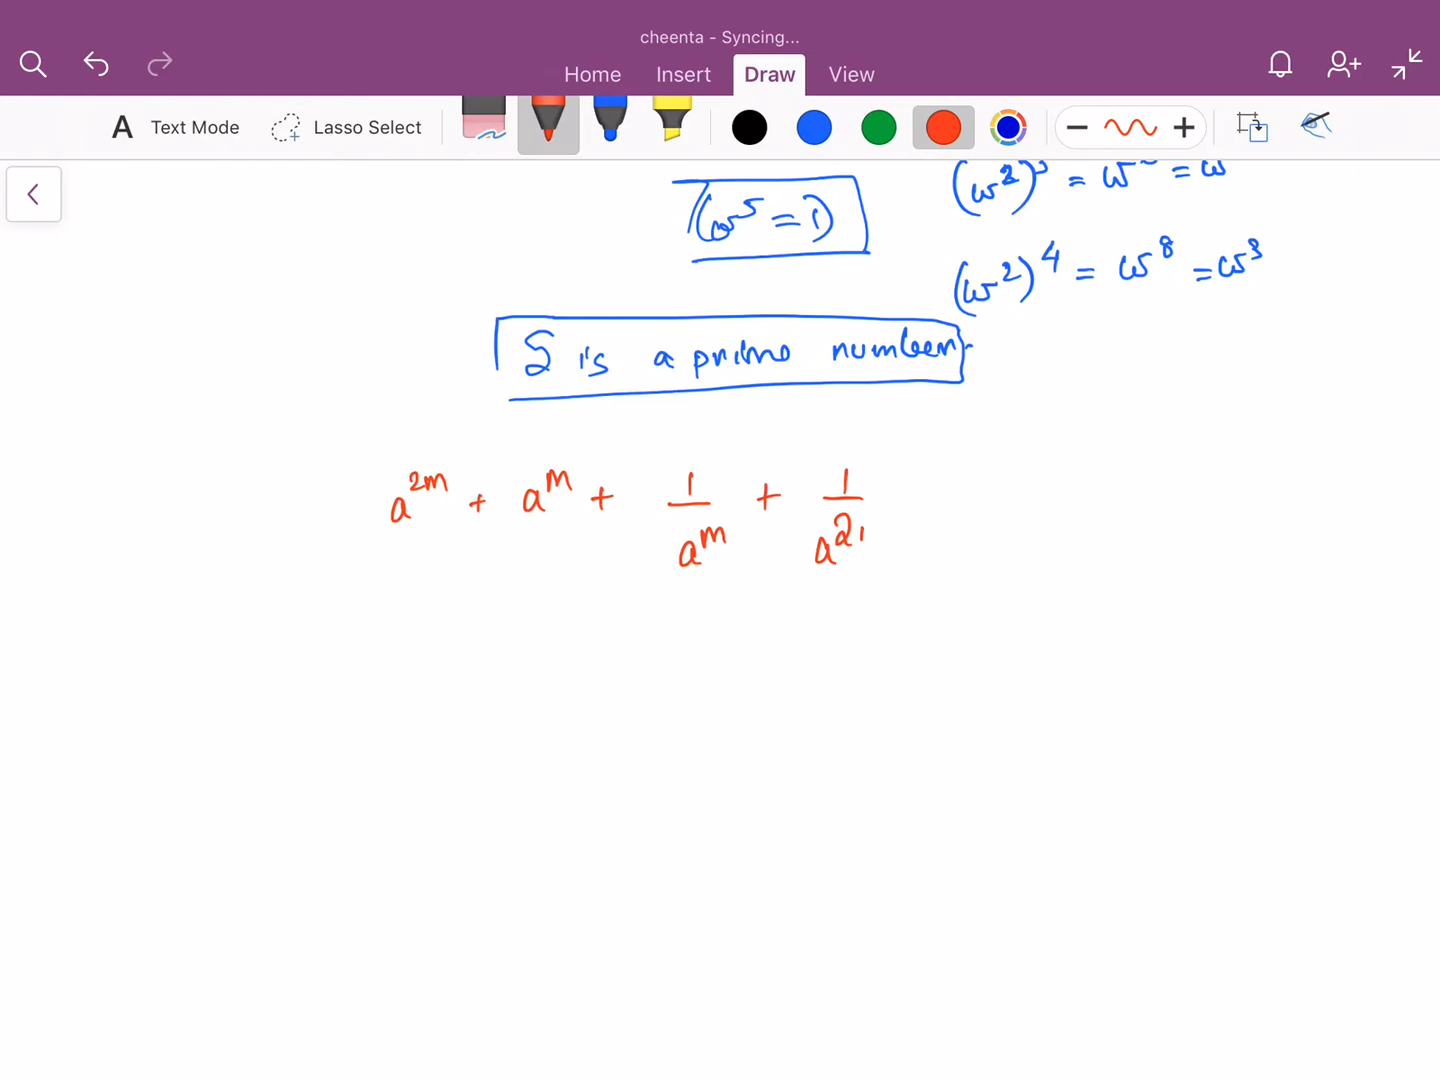 cheenta - Syncing...
Home Insert Draw View
A Text Mode Lasso Select
(ω²) = ω = ω
(ω⁵ = 1)
(ω²)⁴ = ω⁸ = ω³
5 is a prime number.
a^{2m} + a^m + 1/a^m + 1/a^2